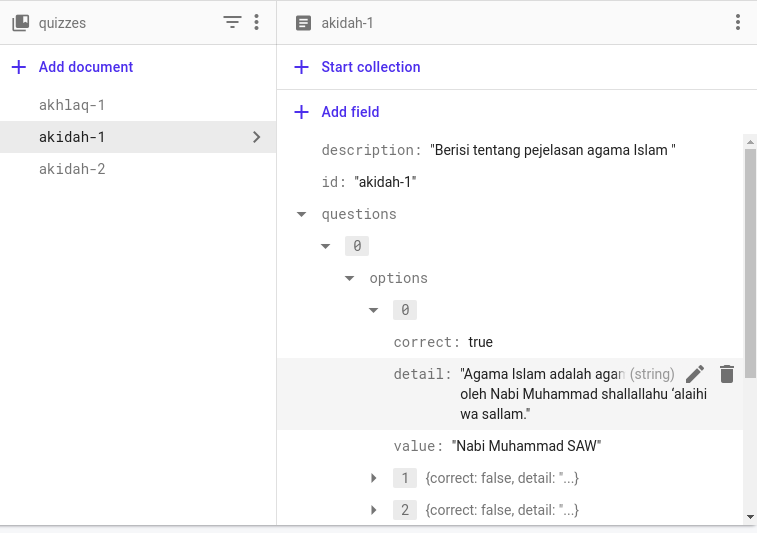 quizzes
akidah-1
Add document
Start collection
akhlaq-1
akidah-1
akidah-2
Add field
description: "Berisi tentang pejelasan agama Islam "
id: "akidah-1"
questions
0
options
0
correct: true
detail: "Agama Islam adalah (string)
oleh Nabi Muhammad shallallahu ‘alaihi
wa sallam."
value: "Nabi Muhammad SAW"
1 {correct: false, detail: "...}
2 {correct: false, detail: "...}